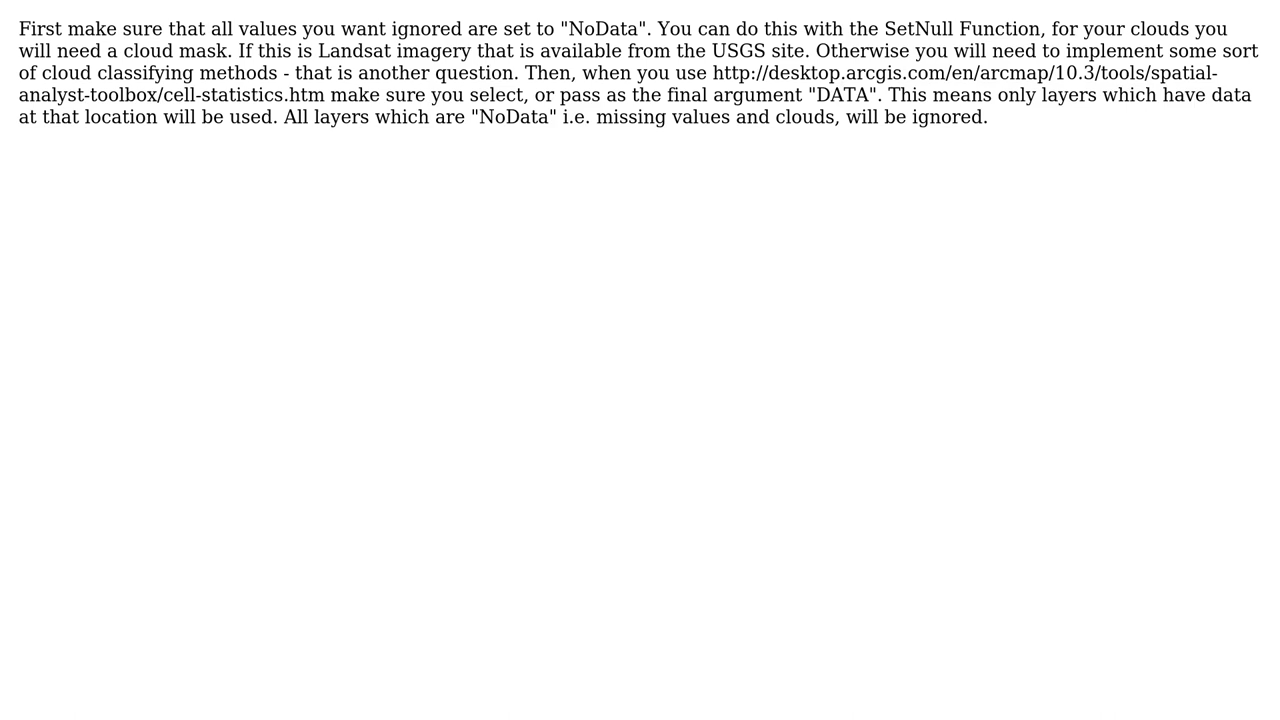 First make sure that all values you want ignored are set to "NoData". You can do this with the SetNull Function, for your clouds you
will need a cloud mask. If this is Landsat imagery that is available from the USGS site. Otherwise you will need to implement some sort
of cloud classifying methods - that is another question. Then, when you use http://desktop.arcgis.com/en/arcmap/10.3/tools/spatial-
analyst-toolbox/cell-statistics.htm make sure you select, or pass as the final argument "DATA". This means only layers which have data
at that location will be used. All layers which are "NoData" i.e. missing values and clouds, will be ignored.